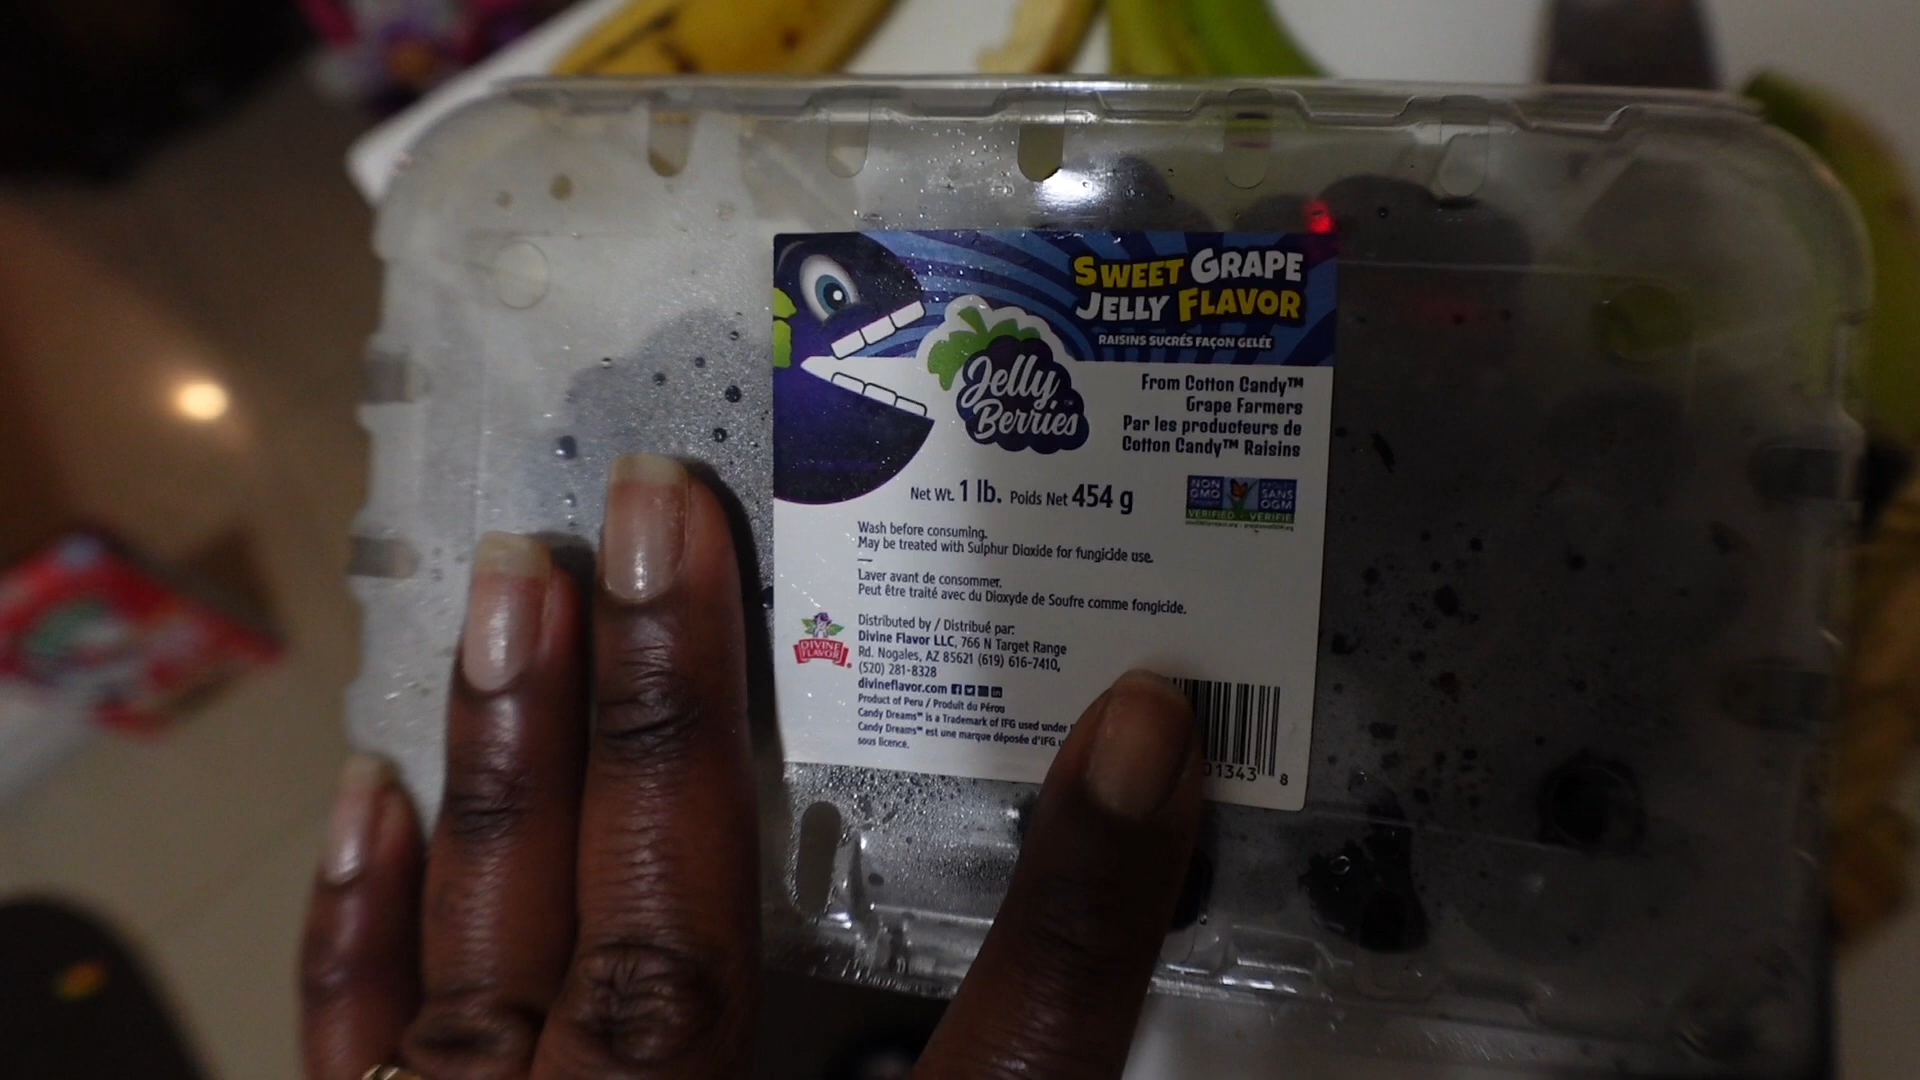 SWEET GRAPE
JELLY FLAVOR
RAISINS SUCRÉS FAÇON GELÉE
Jelly
Berries
From Cotton Candy™
Grape Farmers
Par les producteurs de
Cotton Candy™ Raisins
Net Wt. 1 lb. Poids Net 454 g
NON
GMO
SANS
OGM
VERIFIED VÉRIFIÉ
Wash before consuming.
May be treated with Sulphur Dioxide for fungicide use.
Laver avant de consommer.
Peut être traité avec du Dioxyde de Soufre comme fongicide.
DIVINE
FLAVOR
Distributed by / Distribué par:
Divine Flavor LLC, 766 N Target Range
Rd. Nogales, AZ 85621 (619) 616-7410,
(520) 281-8328
divineflavor.com
Product of Peru / Produit du Pérou
Candy Dreams™ is a Trademark of IFG used under
Candy Dreams™ est une marque déposée d'IFG
sous licence.
01343 8